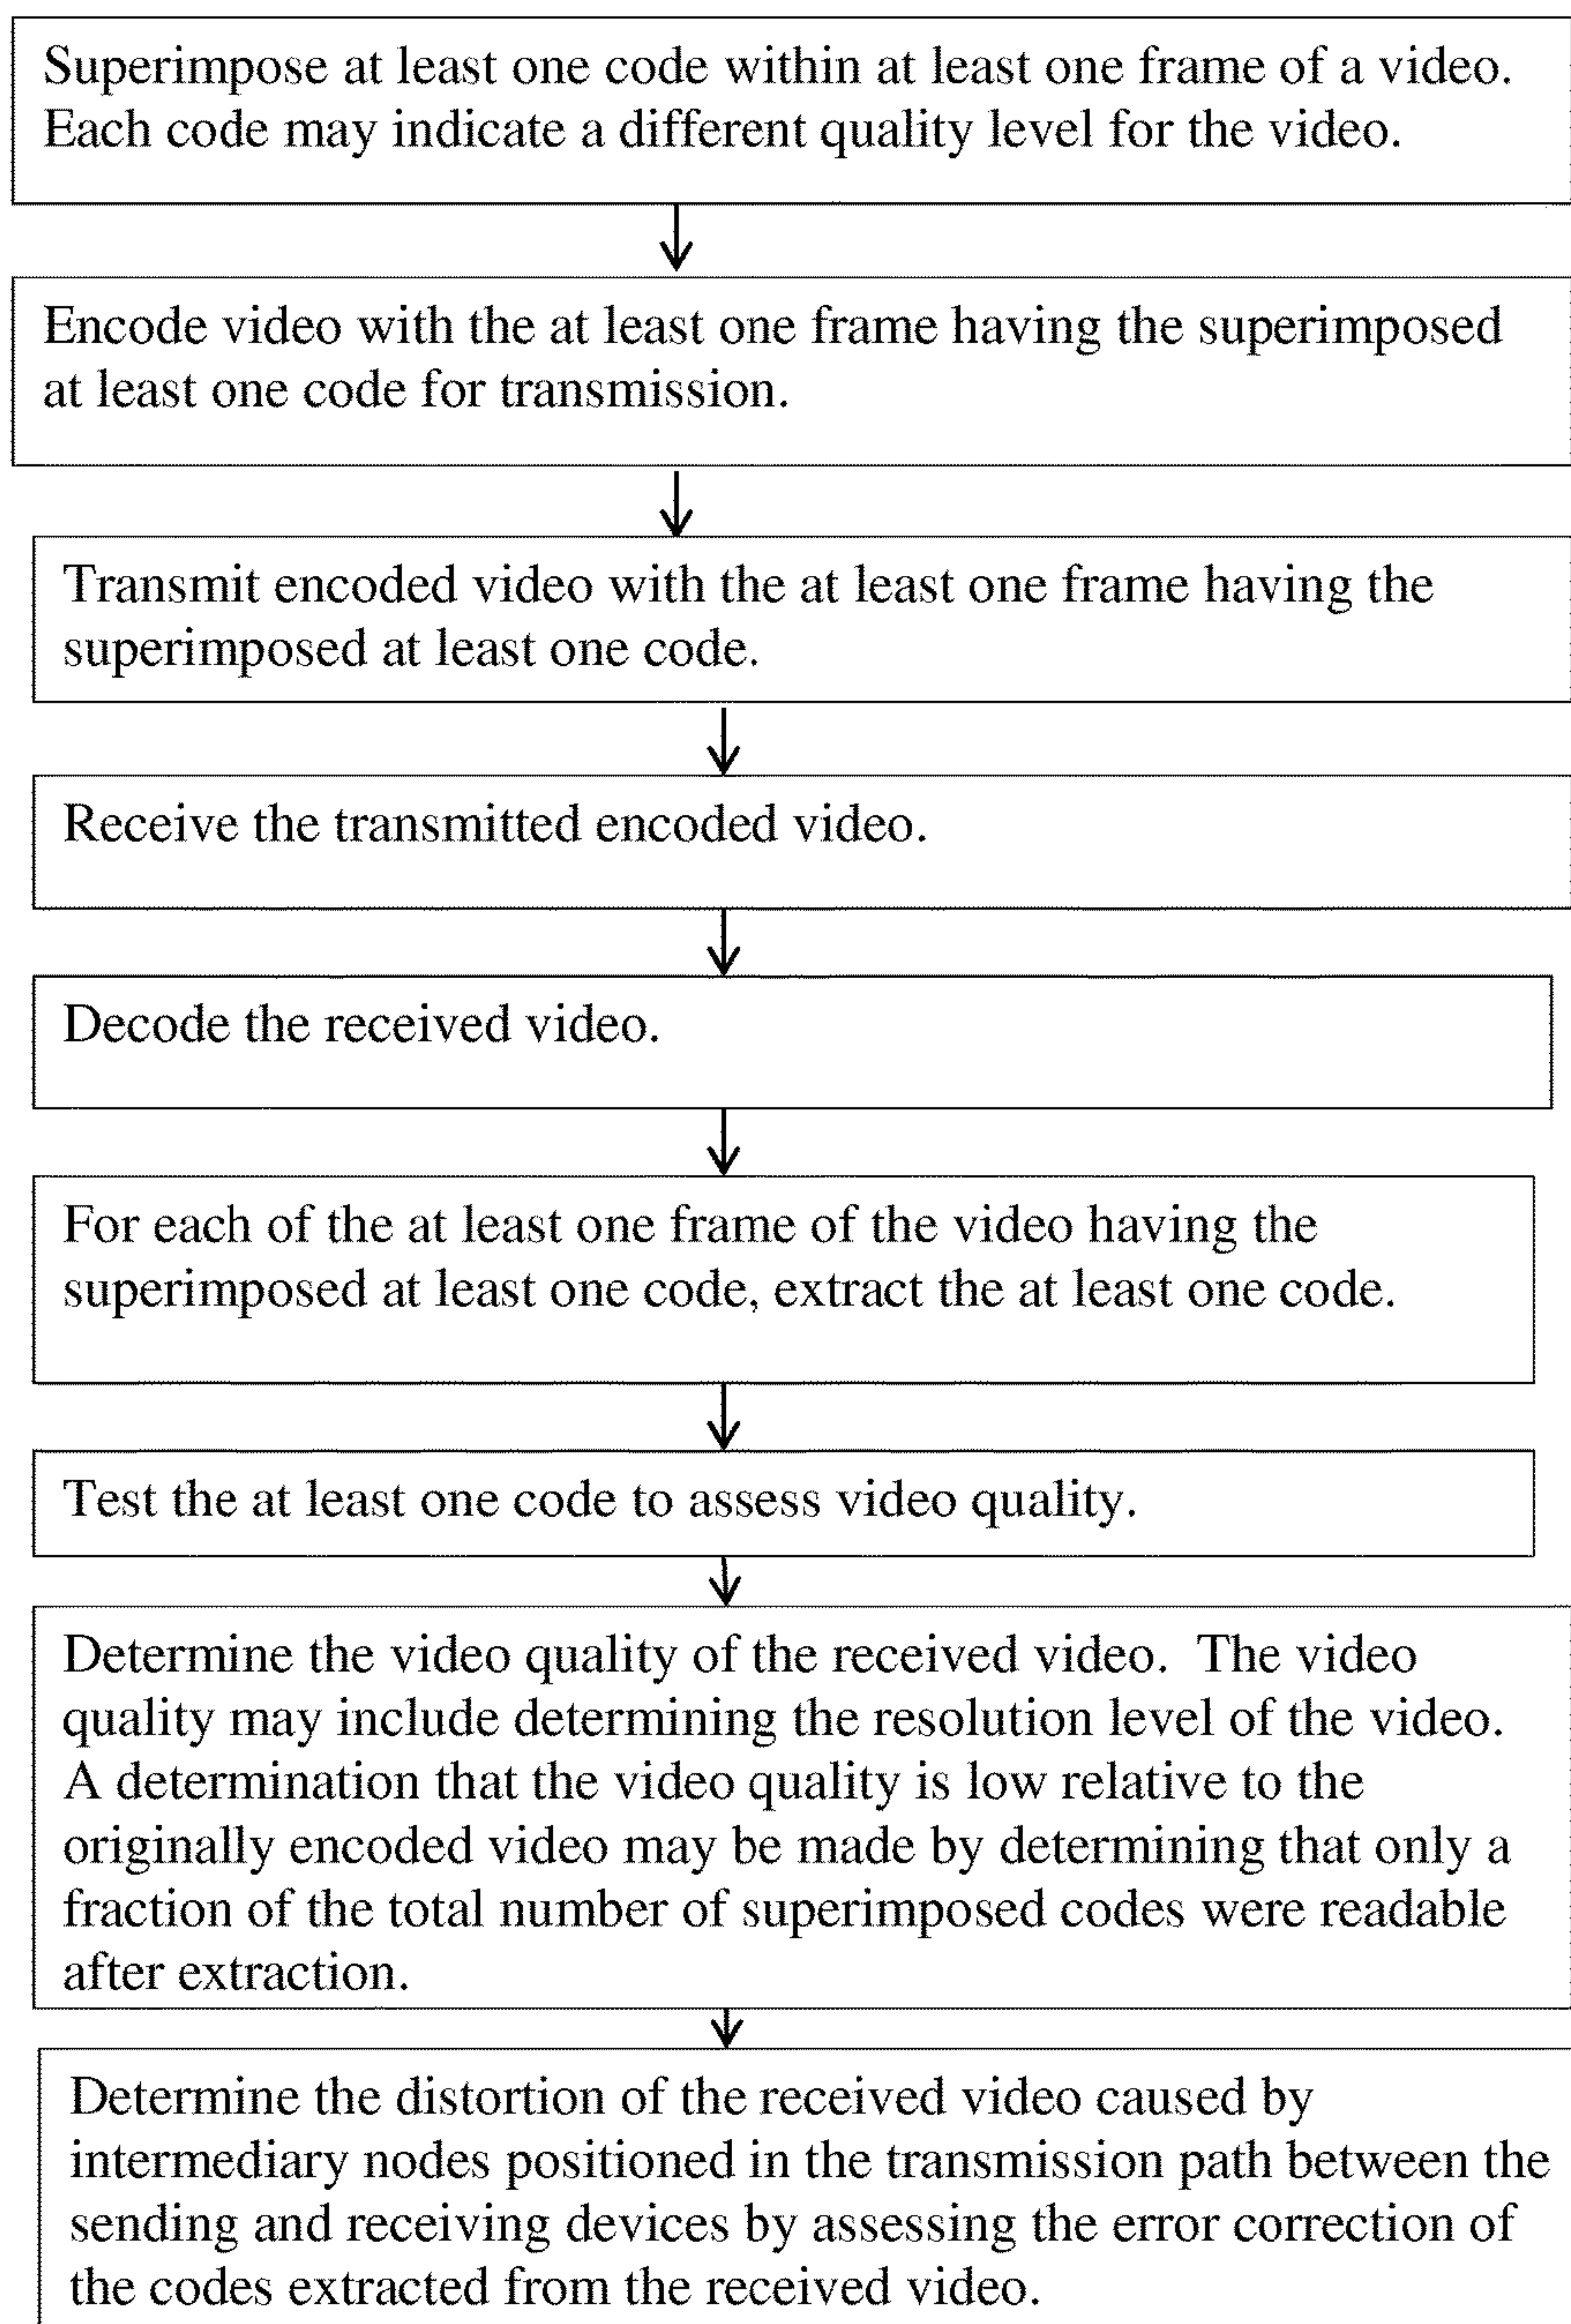 Superimpose at least one code within at least one frame of a video.
Each code may indicate a different quality level for the video.
Encode video with the at least one frame having the superimposed
at least one code for transmission.
Transmit encoded video with the at least one frame having the
superimposed at least one code.
Receive the transmitted encoded video.
Decode the received video.
For each of the at least one frame of the video having the
superimposed at least one code, extract the at least one code.
Test the at least one code to assess video quality.
Determine the video quality of the received video.  The video
quality may include determining the resolution level of the video.
A determination that the video quality is low relative to the
originally encoded video may be made by determining that only a
fraction of the total number of superimposed codes were readable
after extraction.
Determine the distortion of the received video caused by
intermediary nodes positioned in the transmission path between the
sending and receiving devices by assessing the error correction of
the codes extracted from the received video.